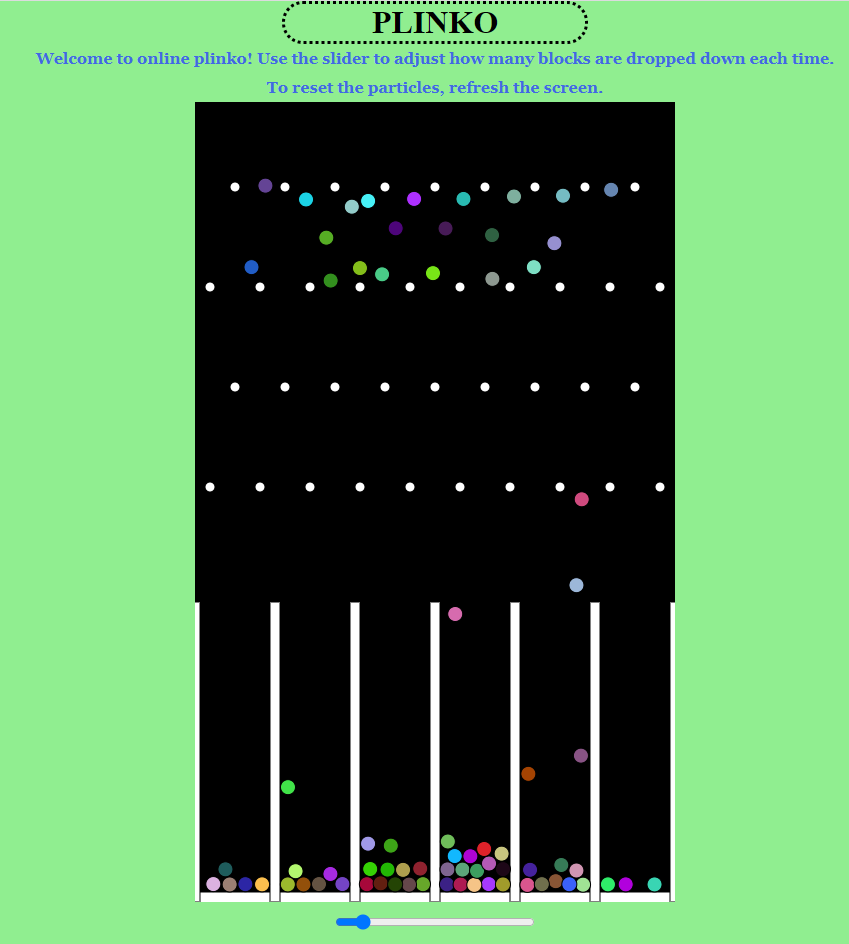 PLINKO
Welcome to online plinko! Use the slider to adjust how many blocks are dropped down each time.
To reset the particles, refresh the screen.